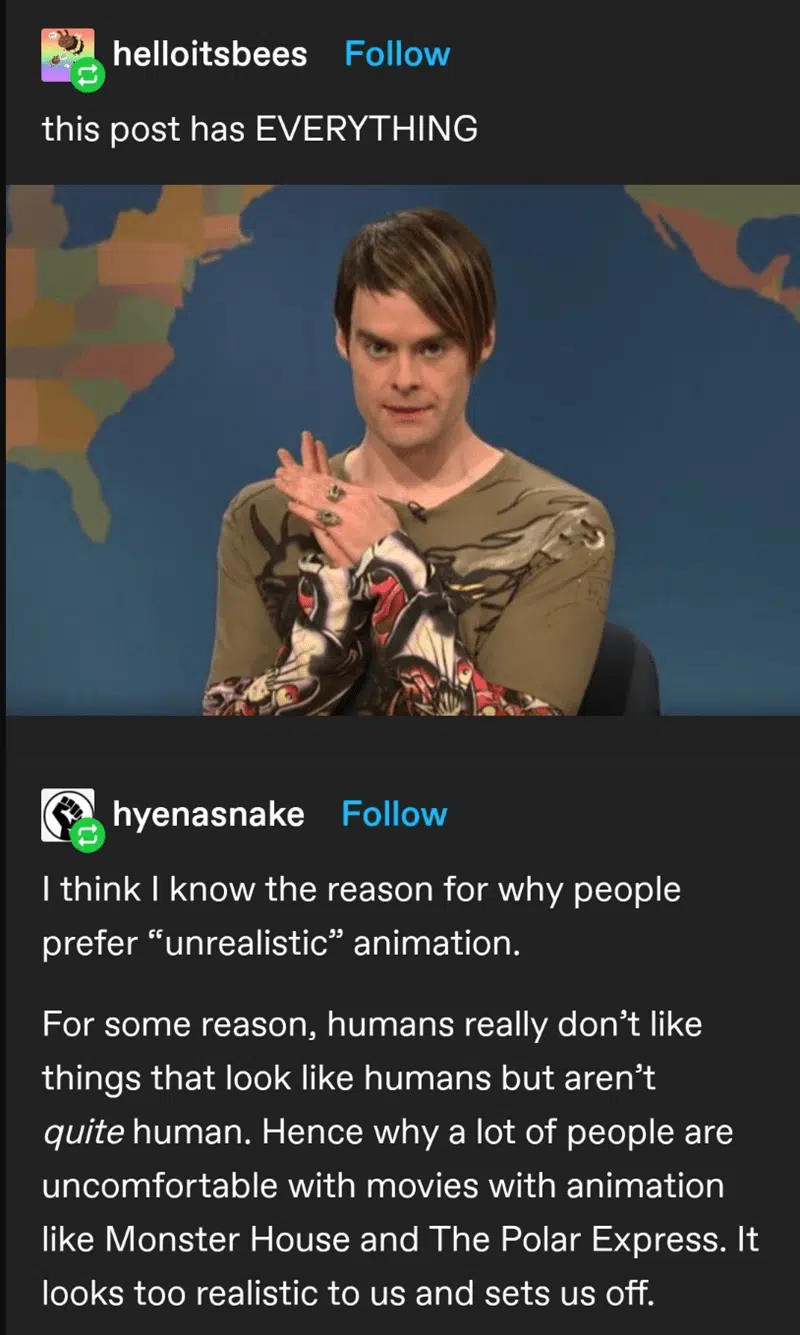 helloitsbees Follow
this post has EVERYTHING
hyenasnake Follow
I think I know the reason for why people
prefer “unrealistic” animation.
For some reason, humans really don’t like
things that look like humans but aren’t
quite human. Hence why a lot of people are
uncomfortable with movies with animation
like Monster House and The Polar Express. It
looks too realistic to us and sets us off.